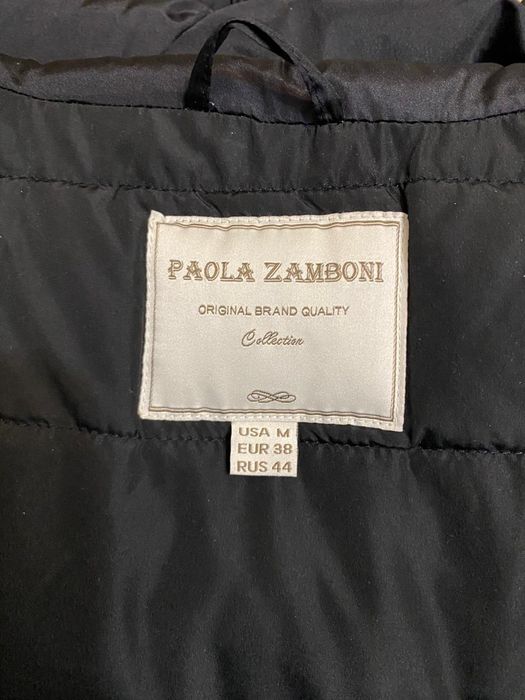 PAOLA ZAMBONI
ORIGINAL BRAND QUALITY
Collection
USA M
EUR 38
RUS 44